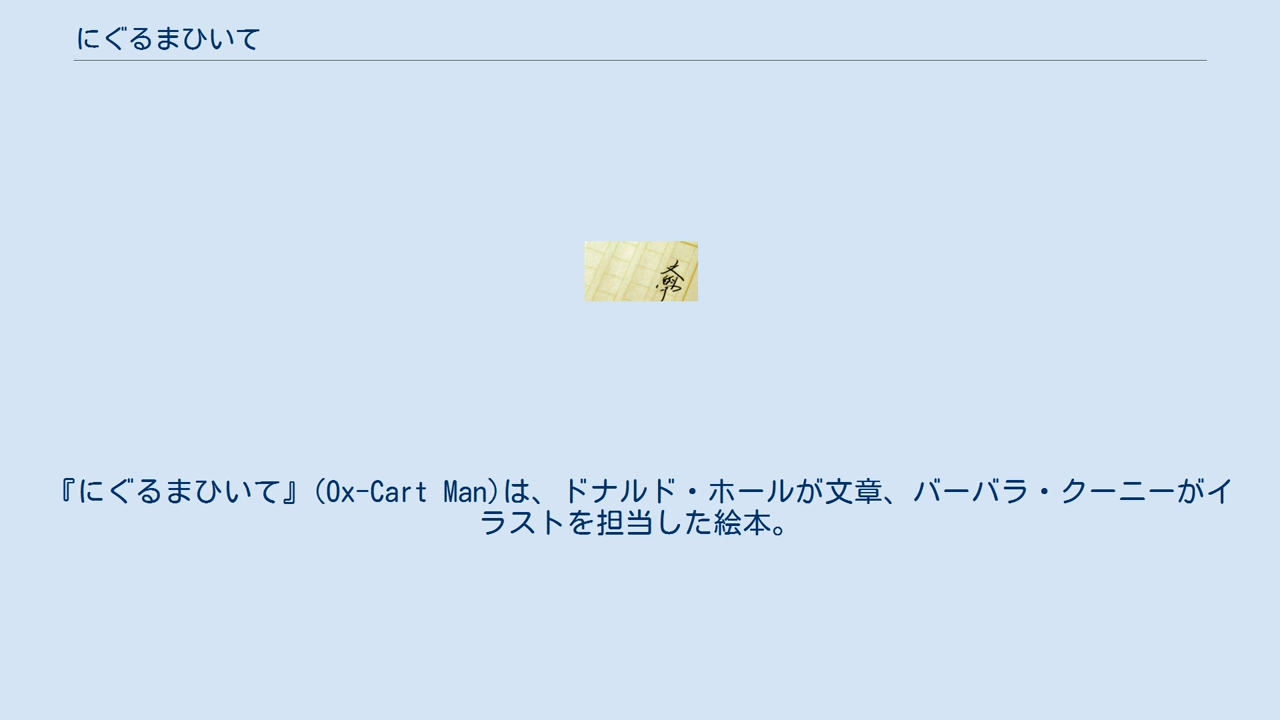 にぐるまひいて
『にぐるまひいて』(Ox-Cart Man)は、ドナルド・ホールが文章、バーバラ・クーニーがイ
ラストを担当した絵本。